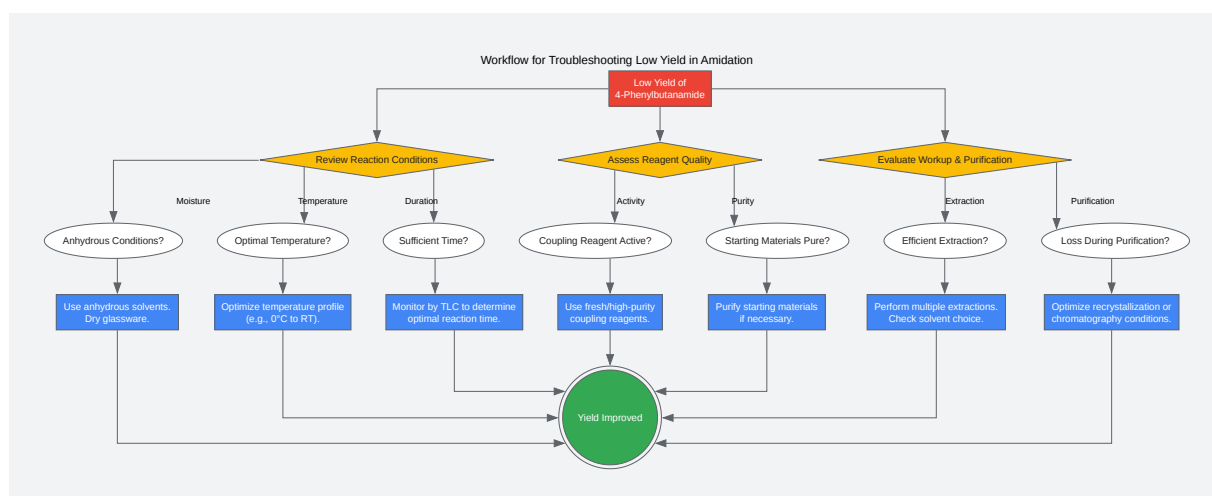 Workflow for Troubleshooting Low Yield in Amidation
Low Yield of
4-Phenylbutanamide
Review Reaction Conditions
Assess Reagent Quality
Evaluate Workup & Purification
Moisture
Temperature
Duration
Activity
Purity
Extraction
Purification
Anhydrous Conditions?
Optimal Temperature?
Sufficient Time?
Coupling Reagent Active?
Starting Materials Pure?
Efficient Extraction?
Loss During Purification?
Use anhydrous solvents.
Dry glassware.
Optimize temperature profile
(e.g., 0°C to RT).
Monitor by TLC to determine
optimal reaction time.
Use fresh/high-purity
coupling reagents.
Purify starting materials
if necessary.
Perform multiple extractions.
Check solvent choice.
Optimize recrystallization or
chromatography conditions.
Yield Improved